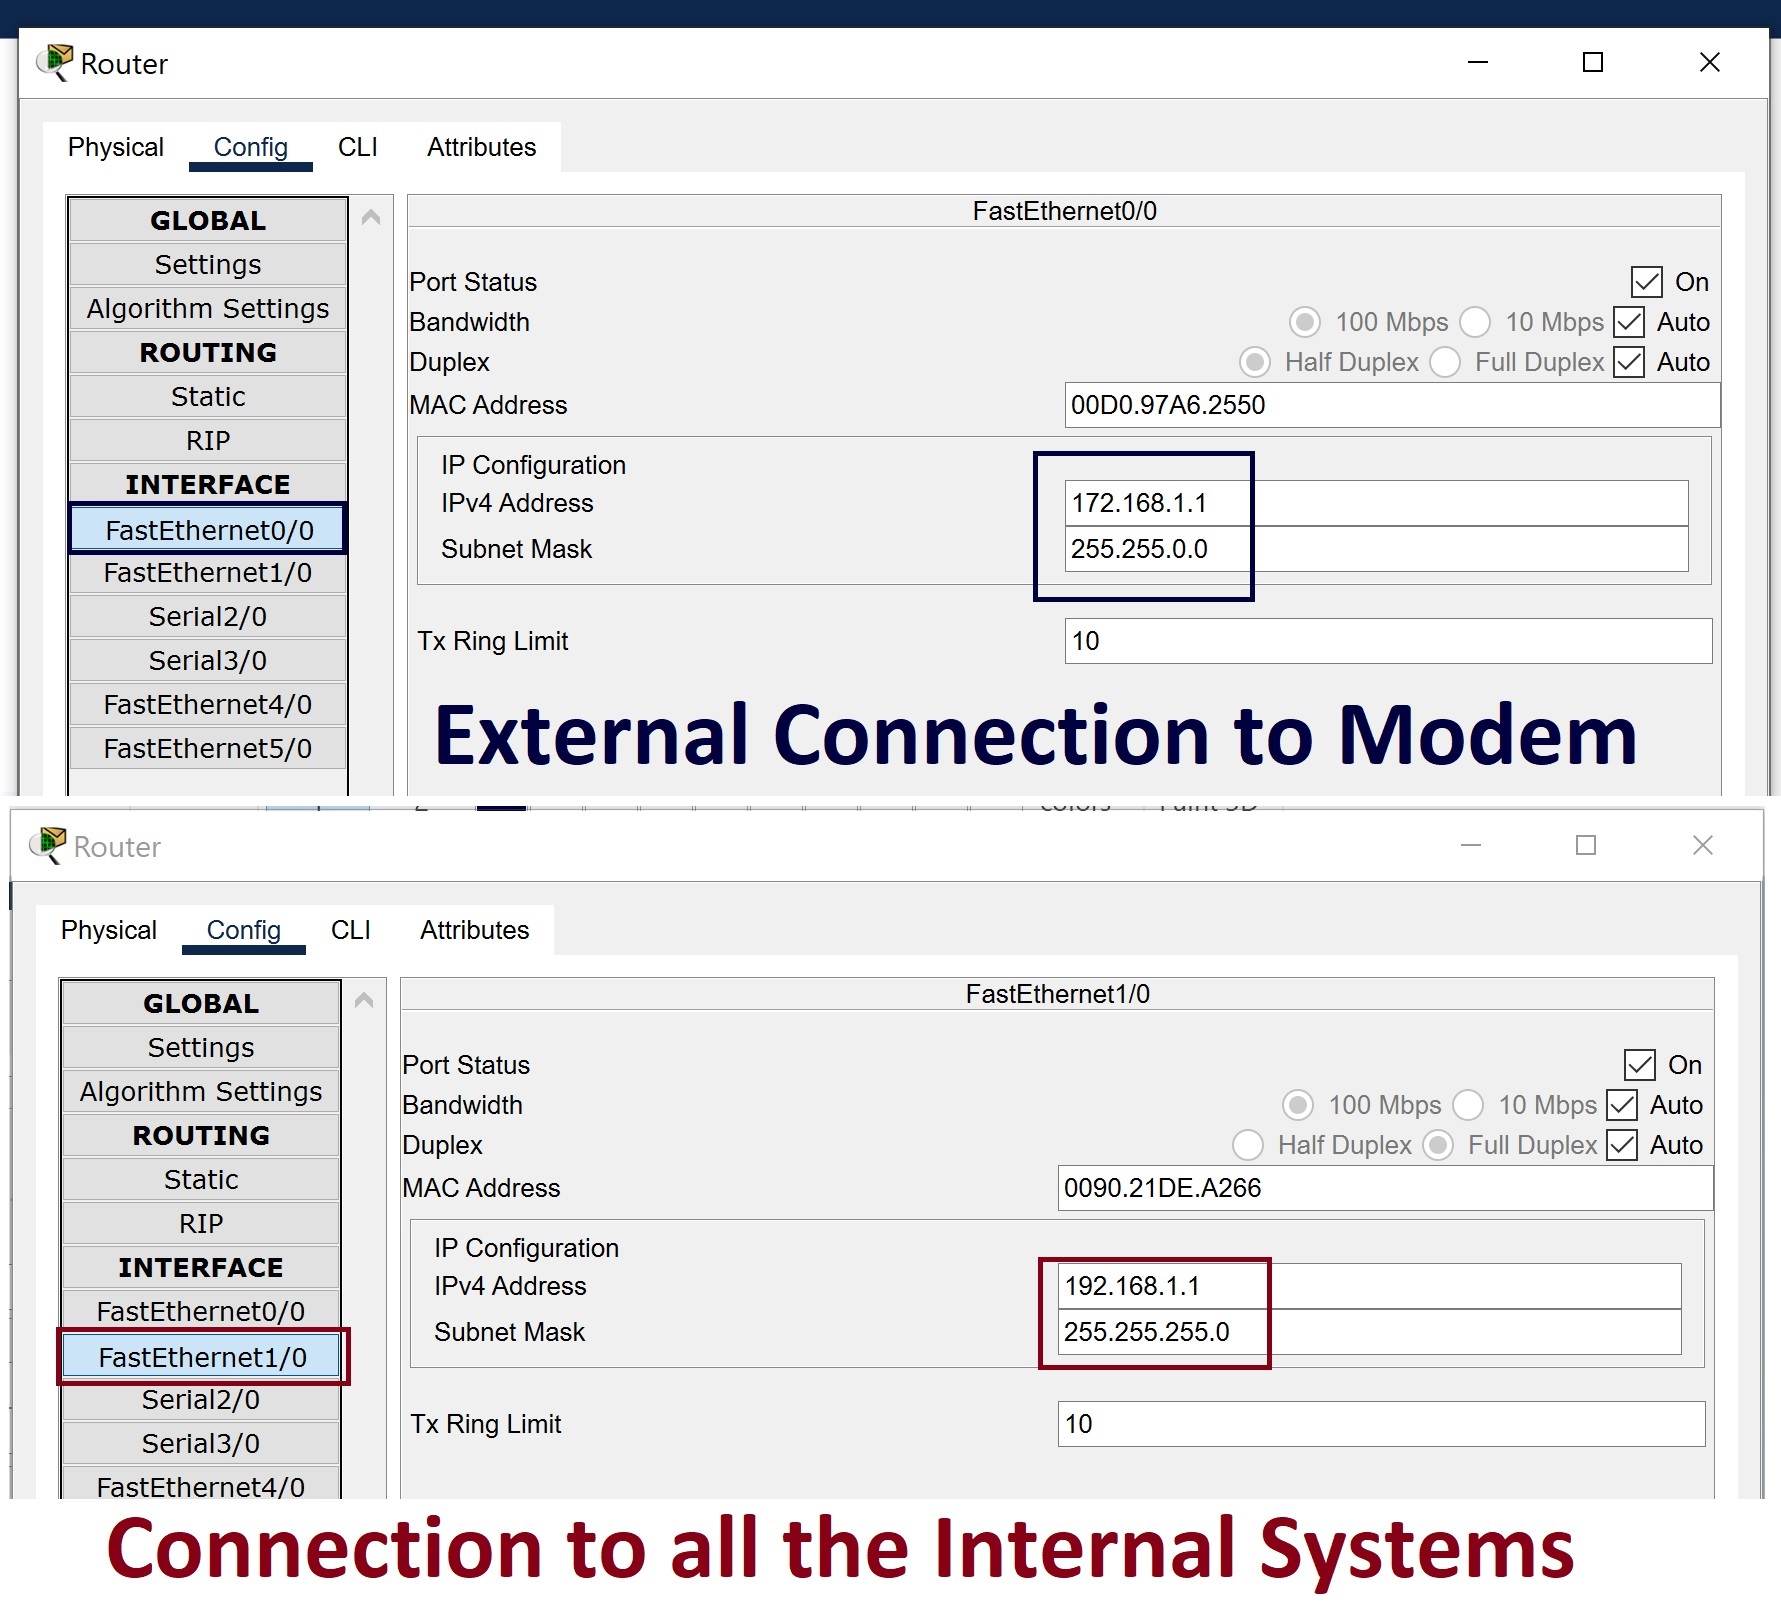 Router
Physical Config CLI Attributes
GLOBAL
FastEthernet0/0
Settings
Port Status On
Algorithm Settings
Bandwidth 100 Mbps 10 Mbps Auto
ROUTING
Duplex Half Duplex Full Duplex Auto
Static
MAC Address 00D0.97A6.2550
RIP
IP Configuration
INTERFACE
IPv4 Address 172.168.1.1
FastEthernet0/0
Subnet Mask 255.255.0.0
FastEthernet1/0
Serial2/0
Tx Ring Limit 10
Serial3/0
FastEthernet4/0
FastEthernet5/0
External Connection to Modem
Router
Physical Config CLI Attributes
GLOBAL
FastEthernet1/0
Settings
Port Status On
Algorithm Settings
Bandwidth 100 Mbps 10 Mbps Auto
ROUTING
Duplex Half Duplex Full Duplex Auto
Static
MAC Address 0090.21DE.A266
RIP
IP Configuration
INTERFACE
IPv4 Address 192.168.1.1
FastEthernet0/0
Subnet Mask 255.255.255.0
FastEthernet1/0
Serial2/0
Tx Ring Limit 10
Serial3/0
FastEthernet4/0
Connection to all the Internal Systems